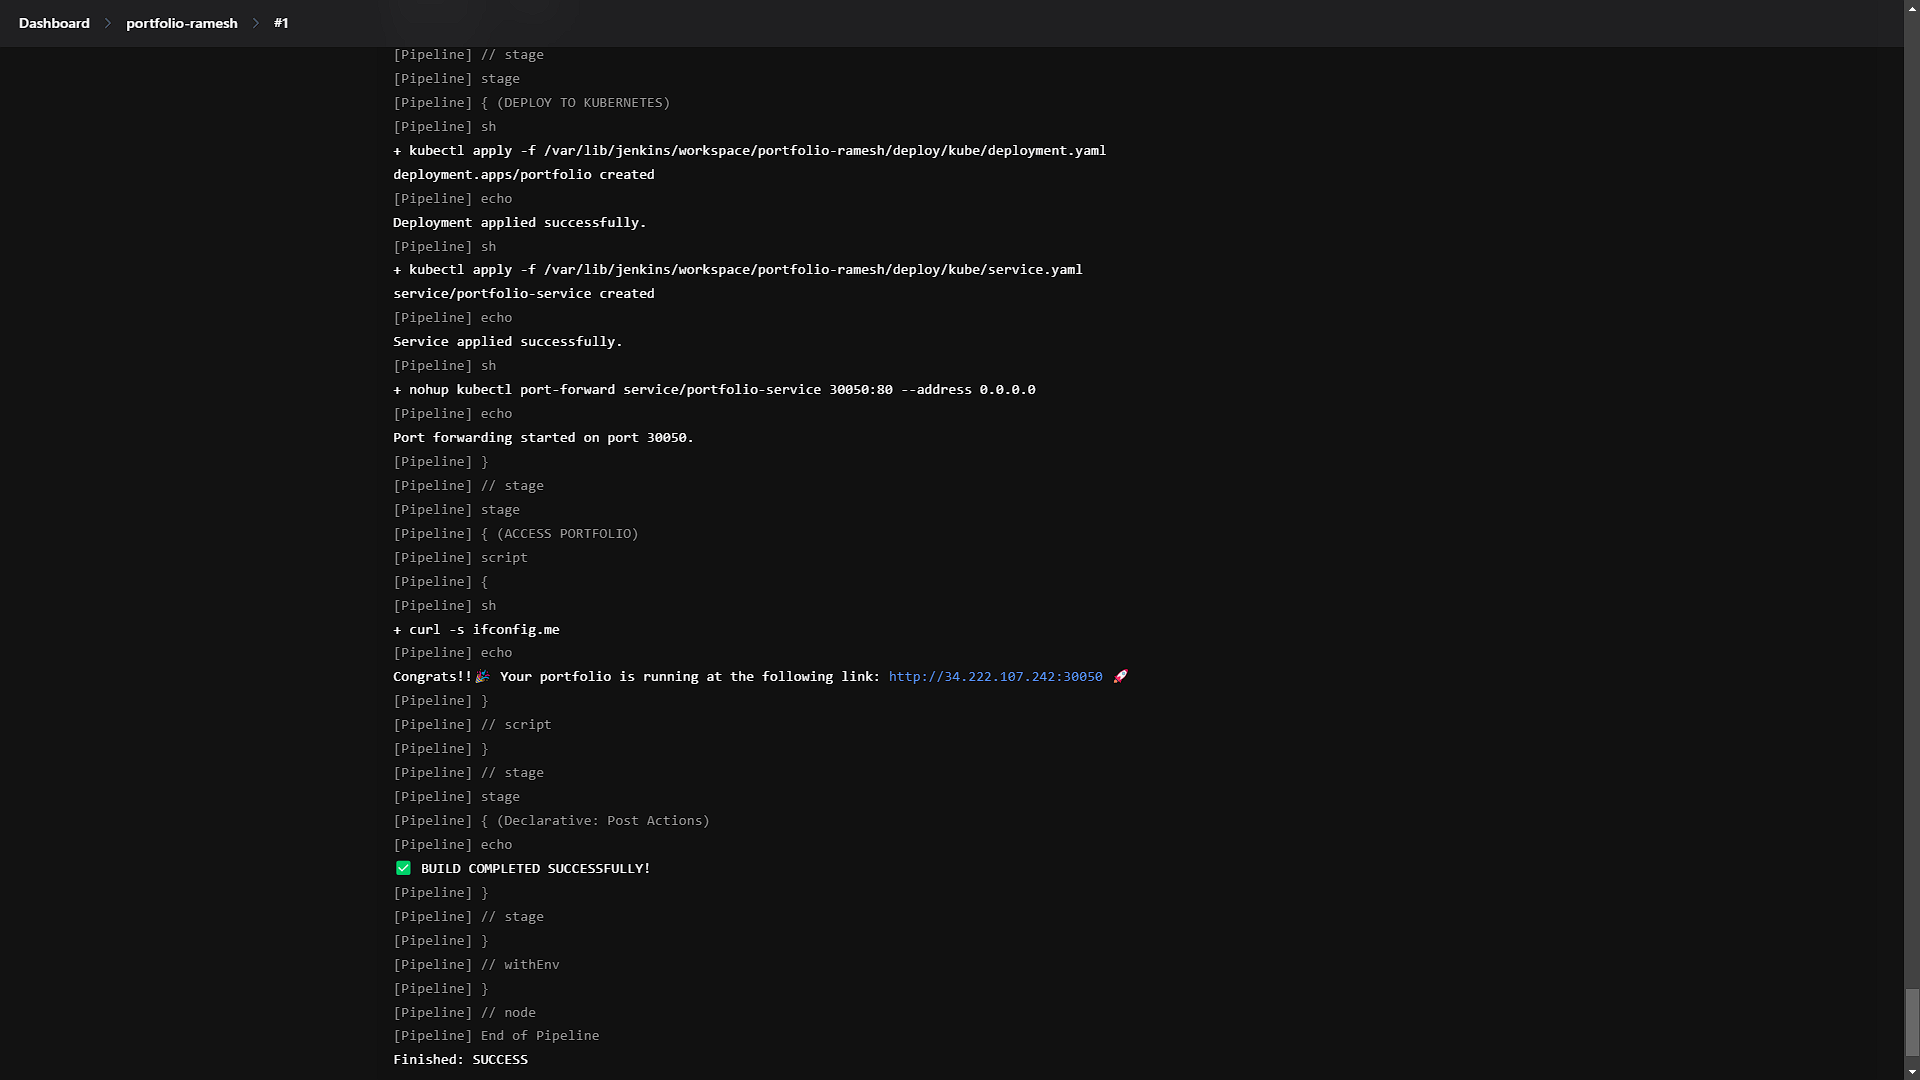 Dashboard > portfolio-ramesh > #1
[Pipeline] // stage
[Pipeline] stage
[Pipeline] { (DEPLOY TO KUBERNETES)
[Pipeline] sh
+ kubectl apply -f /var/lib/jenkins/workspace/portfolio-ramesh/deploy/kube/deployment.yaml
deployment.apps/portfolio created
[Pipeline] echo
Deployment applied successfully.
[Pipeline] sh
+ kubectl apply -f /var/lib/jenkins/workspace/portfolio-ramesh/deploy/kube/service.yaml
service/portfolio-service created
[Pipeline] echo
Service applied successfully.
[Pipeline] sh
+ nohup kubectl port-forward service/portfolio-service 30050:80 --address 0.0.0.0
[Pipeline] echo
Port forwarding started on port 30050.
[Pipeline] }
[Pipeline] // stage
[Pipeline] stage
[Pipeline] { (ACCESS PORTFOLIO)
[Pipeline] script
[Pipeline] {
[Pipeline] sh
+ curl -s ifconfig.me
[Pipeline] echo
Congrats!!🎉 Your portfolio is running at the following link: http://34.222.107.242:30050 🚀
[Pipeline] }
[Pipeline] // script
[Pipeline] }
[Pipeline] // stage
[Pipeline] stage
[Pipeline] { (Declarative: Post Actions)
[Pipeline] echo
✅ BUILD COMPLETED SUCCESSFULLY!
[Pipeline] }
[Pipeline] // stage
[Pipeline] }
[Pipeline] // withEnv
[Pipeline] }
[Pipeline] // node
[Pipeline] End of Pipeline
Finished: SUCCESS